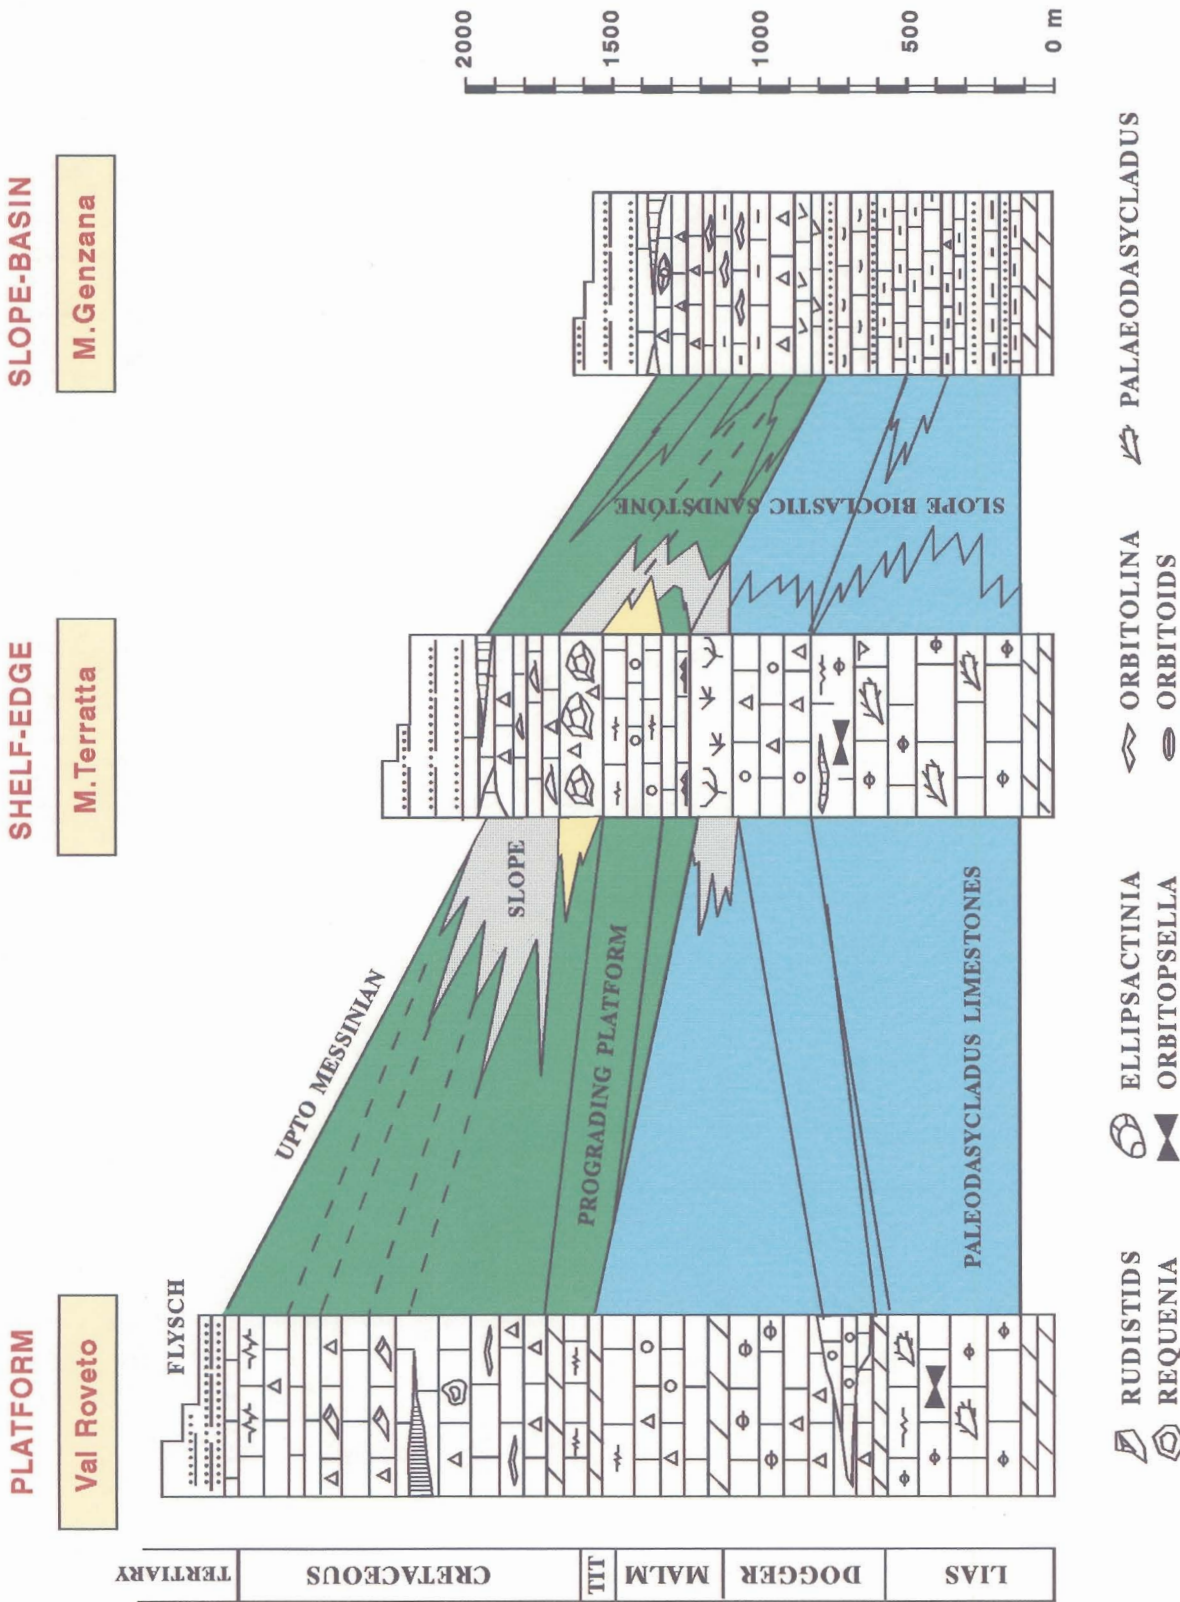 PLATFORM
SHELF-EDGE
SLOPE-BASIN
Val Roveto
M.Terratta
M.Genzana
FLYSCH
UPTO MESSINIAN
SLOPE
PROGRADING PLATFORM
PALEODASYCLADUS LIMESTONES
SLOPE BIOCLASTIC SANDSTONE
TERTIARY
CRETACEOUS
TIT
MALM
DOGGER
LIAS
2000
1500
1000
500
0 m
RUDISTIDS
ELLIPSACTINIA
ORBITOLINA
PALAEODASYCLADUS
REQUENIA
ORBITOPSELLA
ORBITOIDS